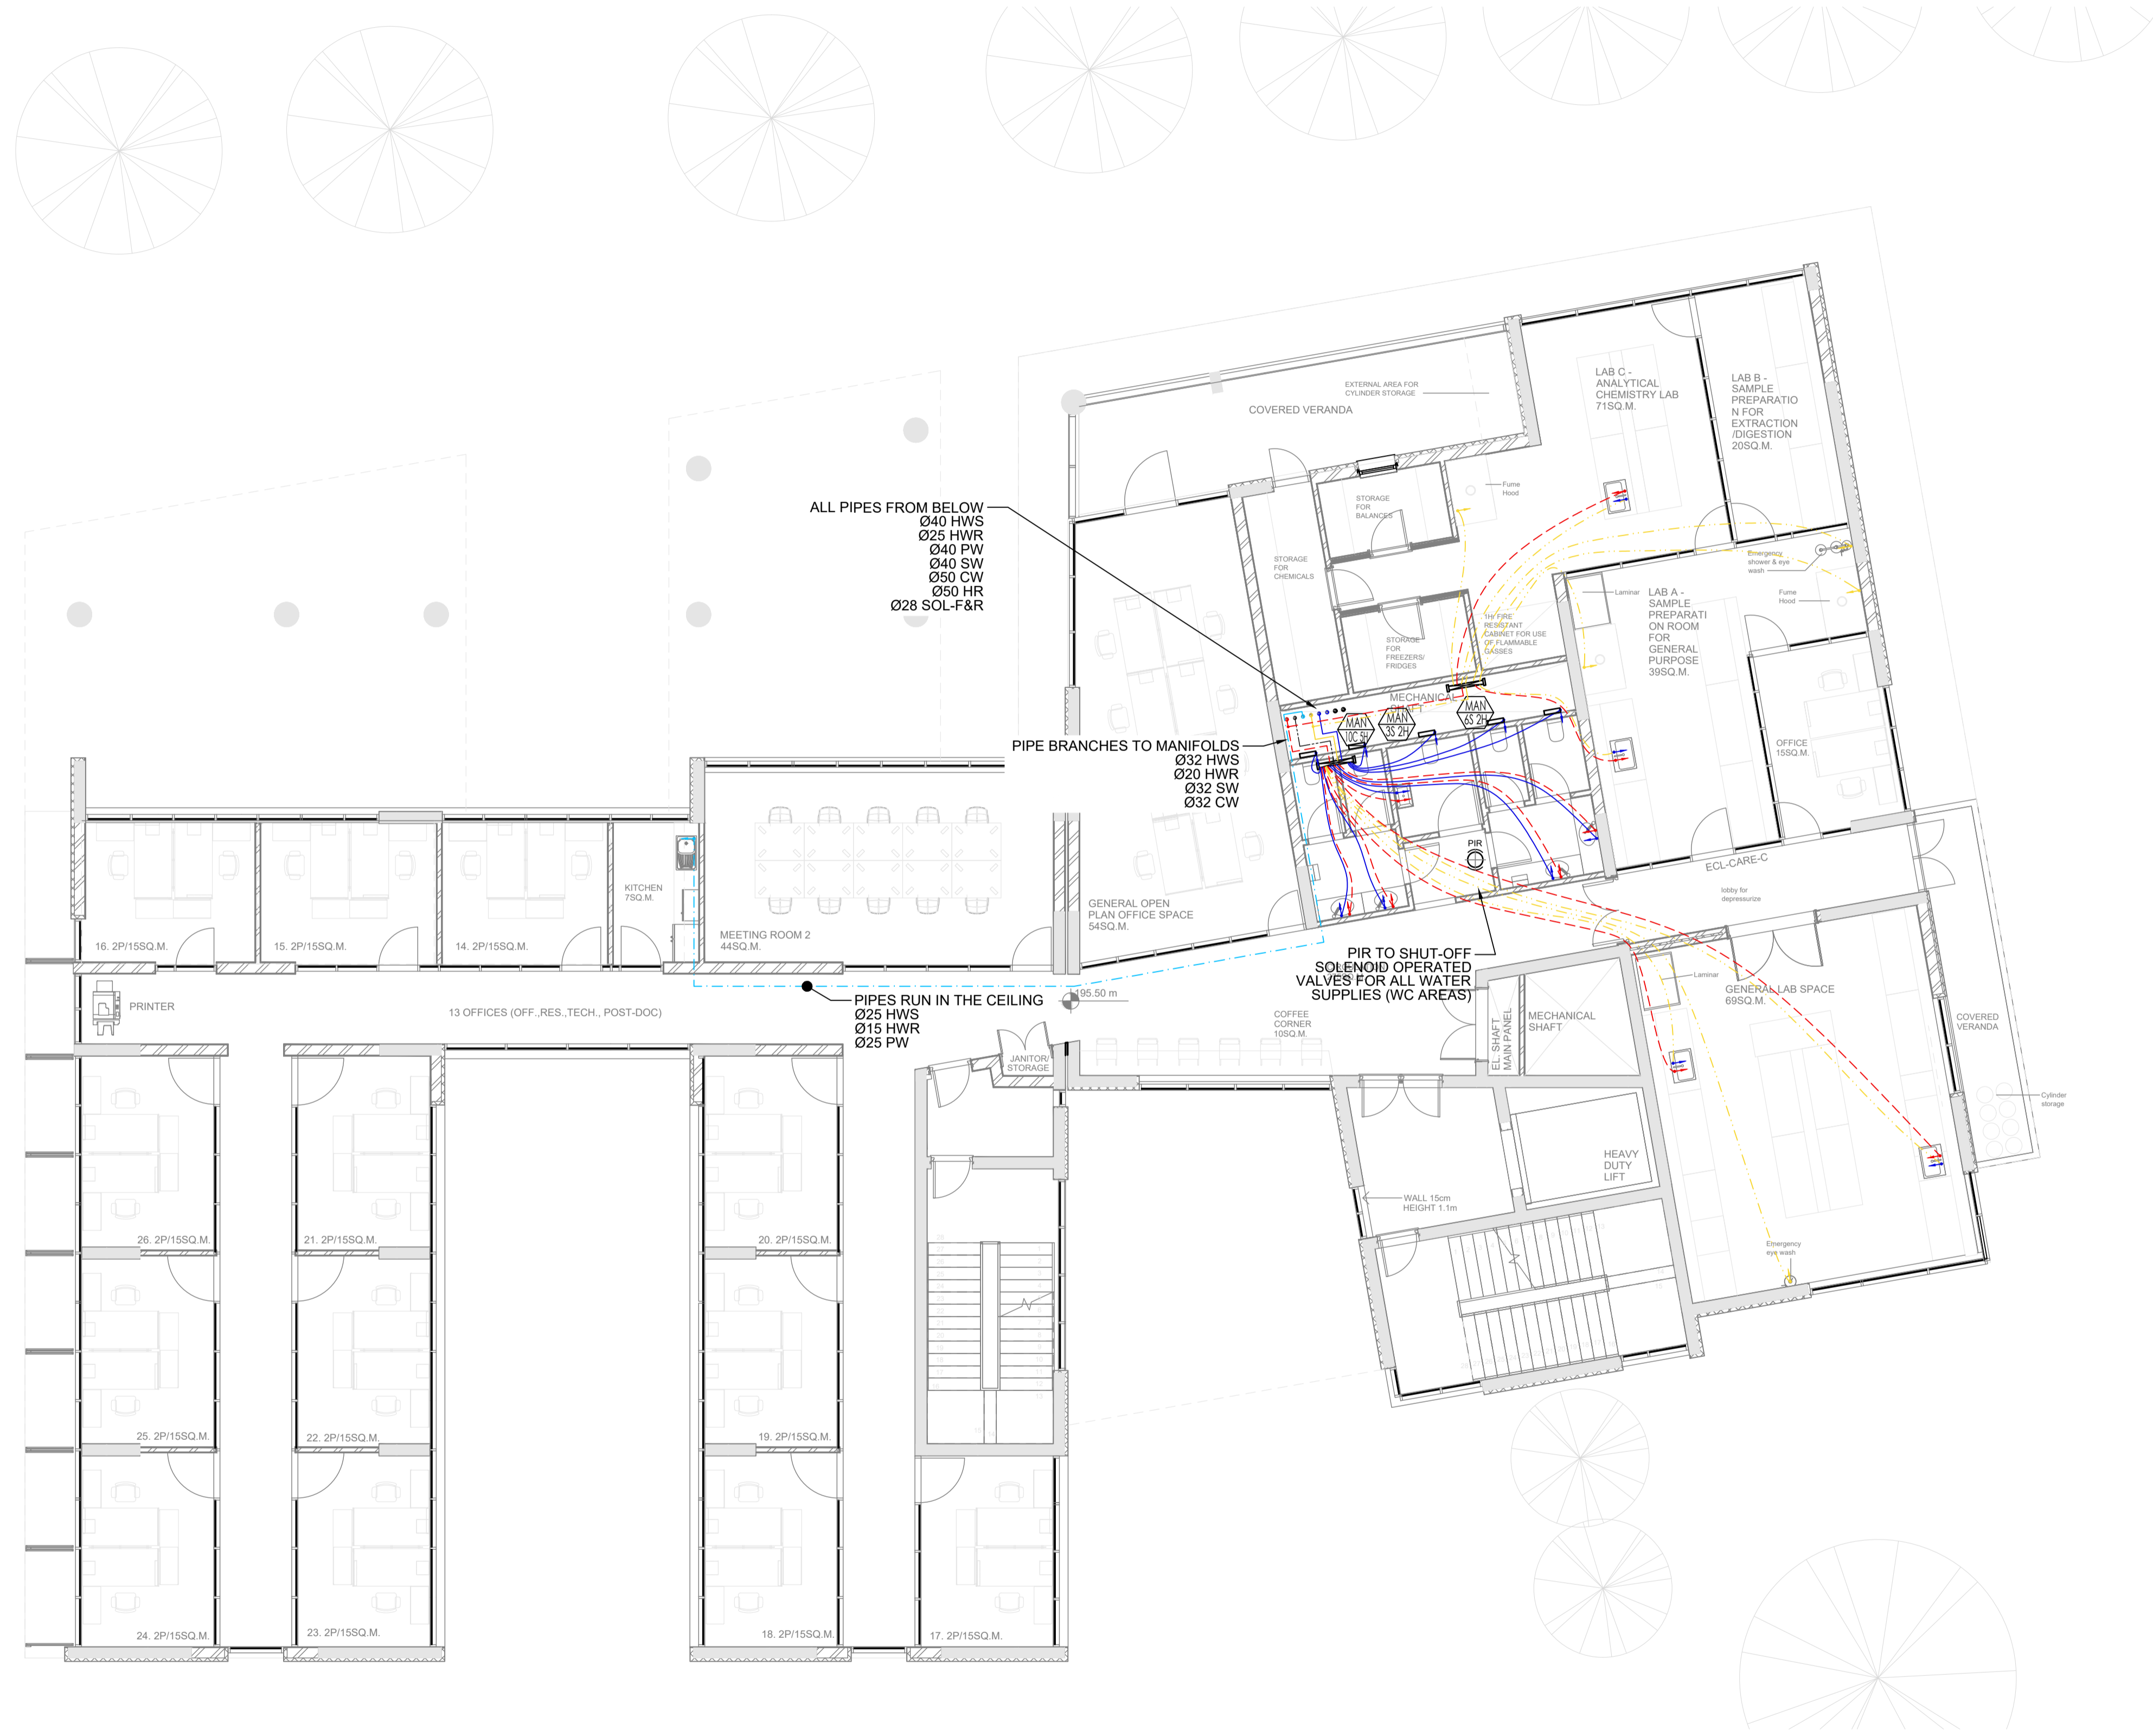 EXTERNAL AREA FOR
CYLINDER STORAGE
COVERED VERANDA
LAB C -
ANALYTICAL
CHEMISTRY LAB
71SQ.M.
LAB B -
SAMPLE
PREPARATIO
N FOR
EXTRACTION
/DIGESTION
20SQ.M.
Fume
Hood
STORAGE
FOR
BALANCES
ALL PIPES FROM BELOW
Ø40 HWS
Ø25 HWR
Ø40 PW
Ø40 SW
Ø50 CW
Ø50 HR
Ø28 SOL-F&R
STORAGE
FOR
CHEMICALS
Emergency
shower & eye
wash
Fume
Hood
Laminar
LAB A -
SAMPLE
PREPARATI
ON ROOM
FOR
GENERAL
PURPOSE
39SQ.M.
1Hr FIRE
RESISTANT
CABINET FOR USE
OF FLAMMABLE
GASSES
STORAGE
FOR
FREEZERS/
FRIDGES
MECHANICAL
SHAFT
MAN
10C 5H
MAN
3S 2H
MAN
6S 2H
PIPE BRANCHES TO MANIFOLDS
Ø32 HWS
Ø20 HWR
Ø32 SW
Ø32 CW
OFFICE
15SQ.M.
PIR
ECL-CARE-C
lobby for
depressurize
KITCHEN
7SQ.M.
GENERAL OPEN
PLAN OFFICE SPACE
54SQ.M.
MEETING ROOM 2
44SQ.M.
16. 2P/15SQ.M.
15. 2P/15SQ.M.
14. 2P/15SQ.M.
PIR TO SHUT-OFF
SOLENOID OPERATED
VALVES FOR ALL WATER
SUPPLIES (WC AREAS)
Laminar
GENERAL LAB SPACE
69SQ.M.
PRINTER
13 OFFICES (OFF.,RES.,TECH., POST-DOC)
PIPES RUN IN THE CEILING
Ø25 HWS
Ø15 HWR
Ø25 PW
195.50 m
COFFEE
CORNER
10SQ.M.
EL. SHAFT
MAIN PANEL
MECHANICAL
SHAFT
COVERED
VERANDA
JANITOR/
STORAGE
Cylinder
storage
HEAVY
DUTY
LIFT
WALL 15cm
HEIGHT 1.1m
Emergency
eye wash
26. 2P/15SQ.M.
21. 2P/15SQ.M.
20. 2P/15SQ.M.
25. 2P/15SQ.M.
22. 2P/15SQ.M.
19. 2P/15SQ.M.
24. 2P/15SQ.M.
23. 2P/15SQ.M.
18. 2P/15SQ.M.
17. 2P/15SQ.M.